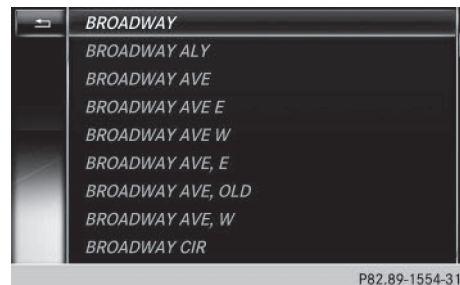 BROADWAY
BROADWAY ALY
BROADWAY AVE
BROADWAY AVE E
BROADWAY AVE W
BROADWAY AVE, E
BROADWAY AVE, OLD
BROADWAY AVE, W
BROADWAY CIR
P82.89-1554-31